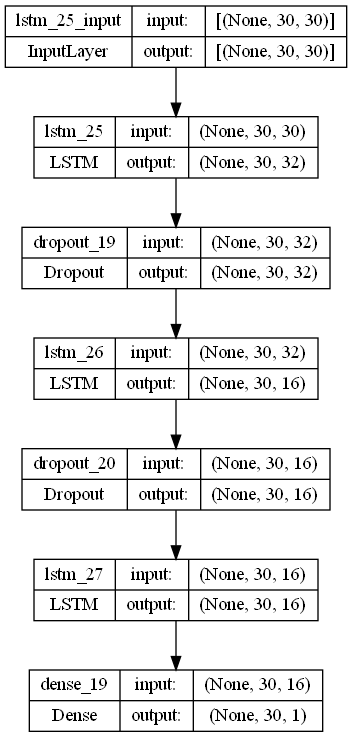 lstm_25_input input: [(None, 30, 30)]
InputLayer output: [(None, 30, 30)]
lstm_25 input: (None, 30, 30)
LSTM output: (None, 30, 32)
dropout_19 input: (None, 30, 32)
Dropout output: (None, 30, 32)
lstm_26 input: (None, 30, 32)
LSTM output: (None, 30, 16)
dropout_20 input: (None, 30, 16)
Dropout output: (None, 30, 16)
lstm_27 input: (None, 30, 16)
LSTM output: (None, 30, 16)
dense_19 input: (None, 30, 16)
Dense output: (None, 30, 1)